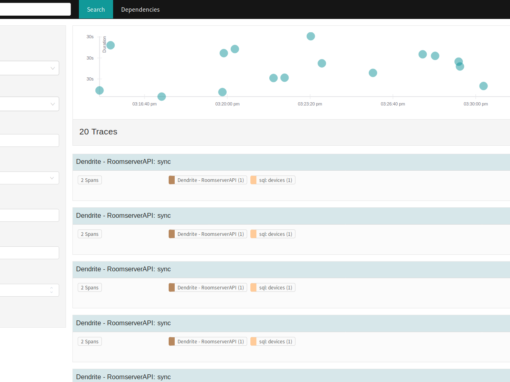 Search Dependencies
Duration
30s
30s
30s
03:16:40 pm 03:20:00 pm 03:23:20 pm 03:26:40 pm 03:30:00 pm
20 Traces
Dendrite - RoomserverAPI: sync
2 Spans Dendrite - RoomserverAPI (1) sql: devices (1)
Dendrite - RoomserverAPI: sync
2 Spans Dendrite - RoomserverAPI (1) sql: devices (1)
Dendrite - RoomserverAPI: sync
2 Spans Dendrite - RoomserverAPI (1) sql: devices (1)
Dendrite - RoomserverAPI: sync
2 Spans Dendrite - RoomserverAPI (1) sql: devices (1)
Dendrite - RoomserverAPI: sync